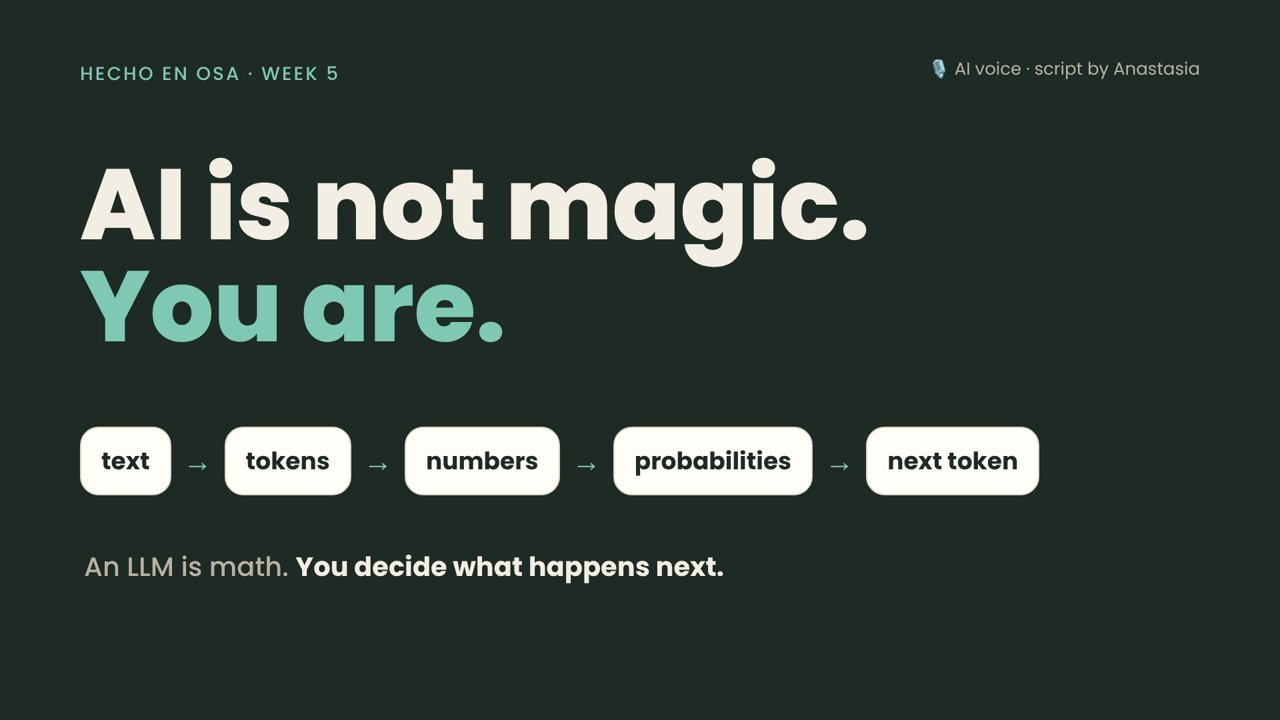 HECHO EN OSA · WEEK 5
🎙️ AI voice · script by Anastasia
AI is not magic.
You are.
text → tokens → numbers → probabilities → next token
An LLM is math. You decide what happens next.